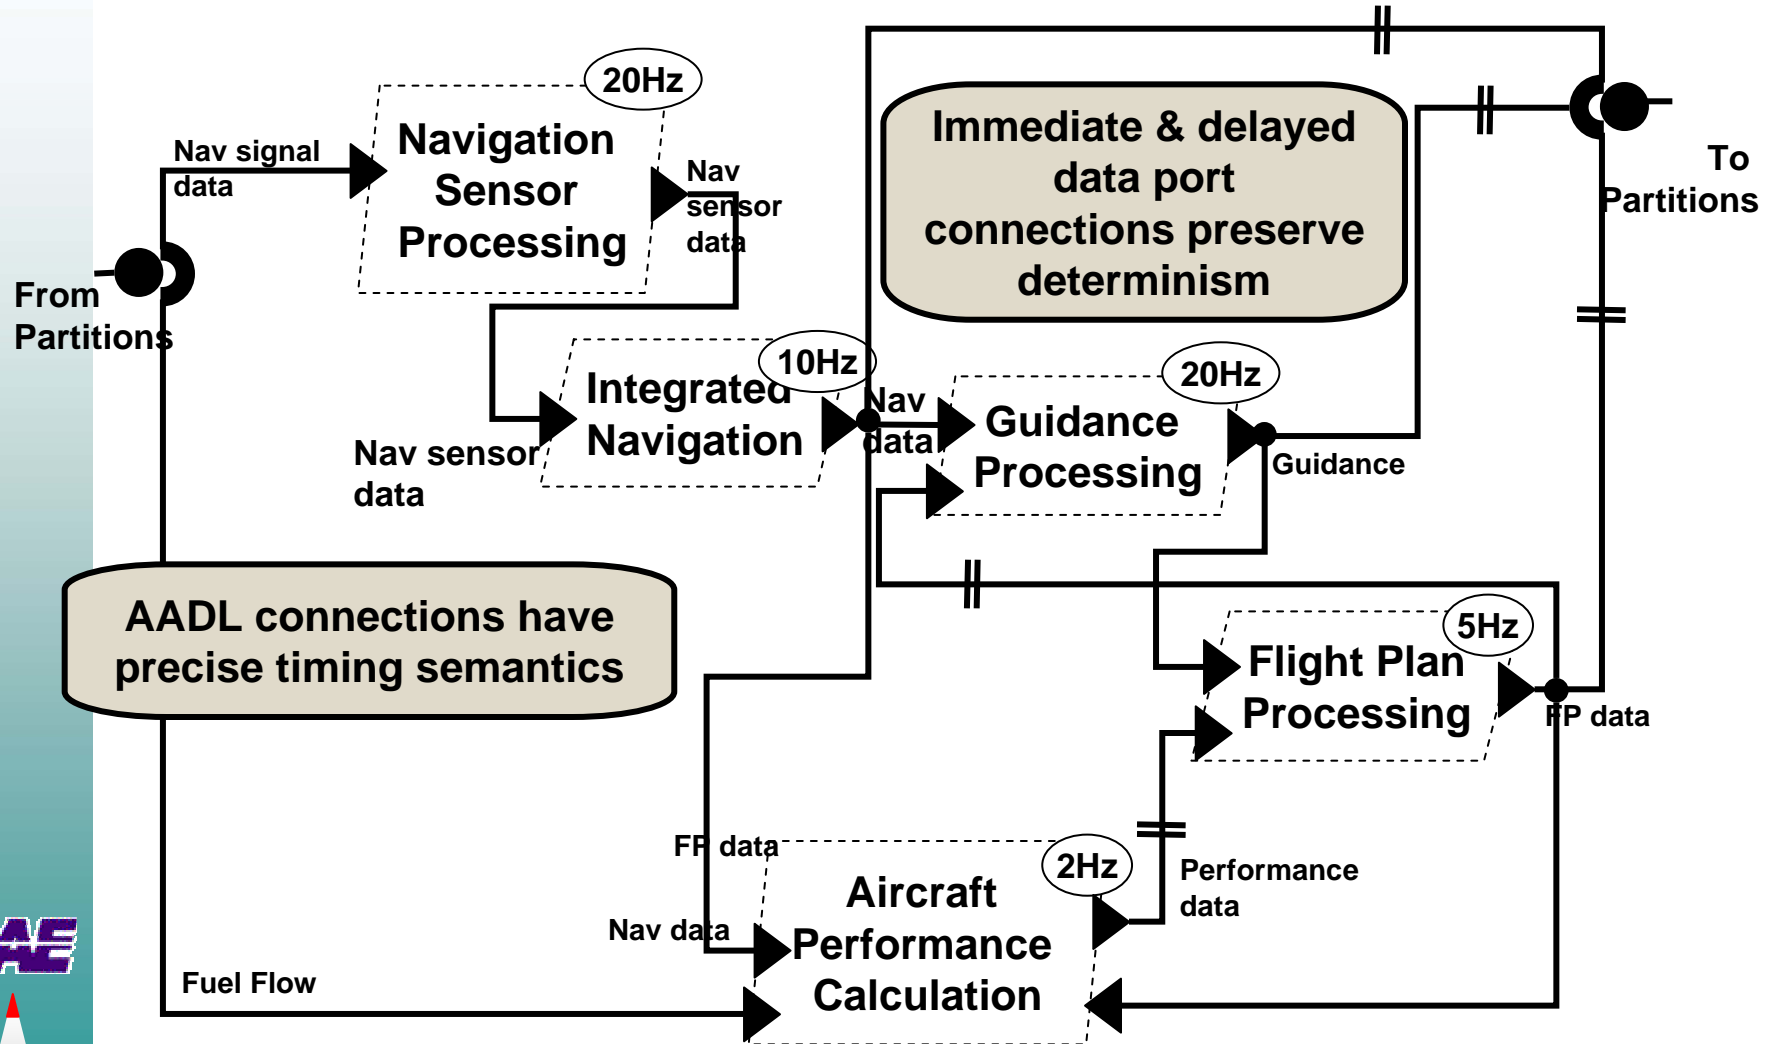 20Hz
Navigation
Sensor
Processing
Nav signal
data
Nav
sensor
data
Immediate & delayed
data port
connections preserve
determinism
To
Partitions
From
Partitions
10Hz
Integrated
Navigation
Nav sensor
data
Nav
data
20Hz
Guidance
Processing
Guidance
AADL connections have
precise timing semantics
5Hz
Flight Plan
Processing
FP data
FP data
2Hz
Aircraft
Performance
Calculation
Performance
data
Nav data
Fuel Flow
AE